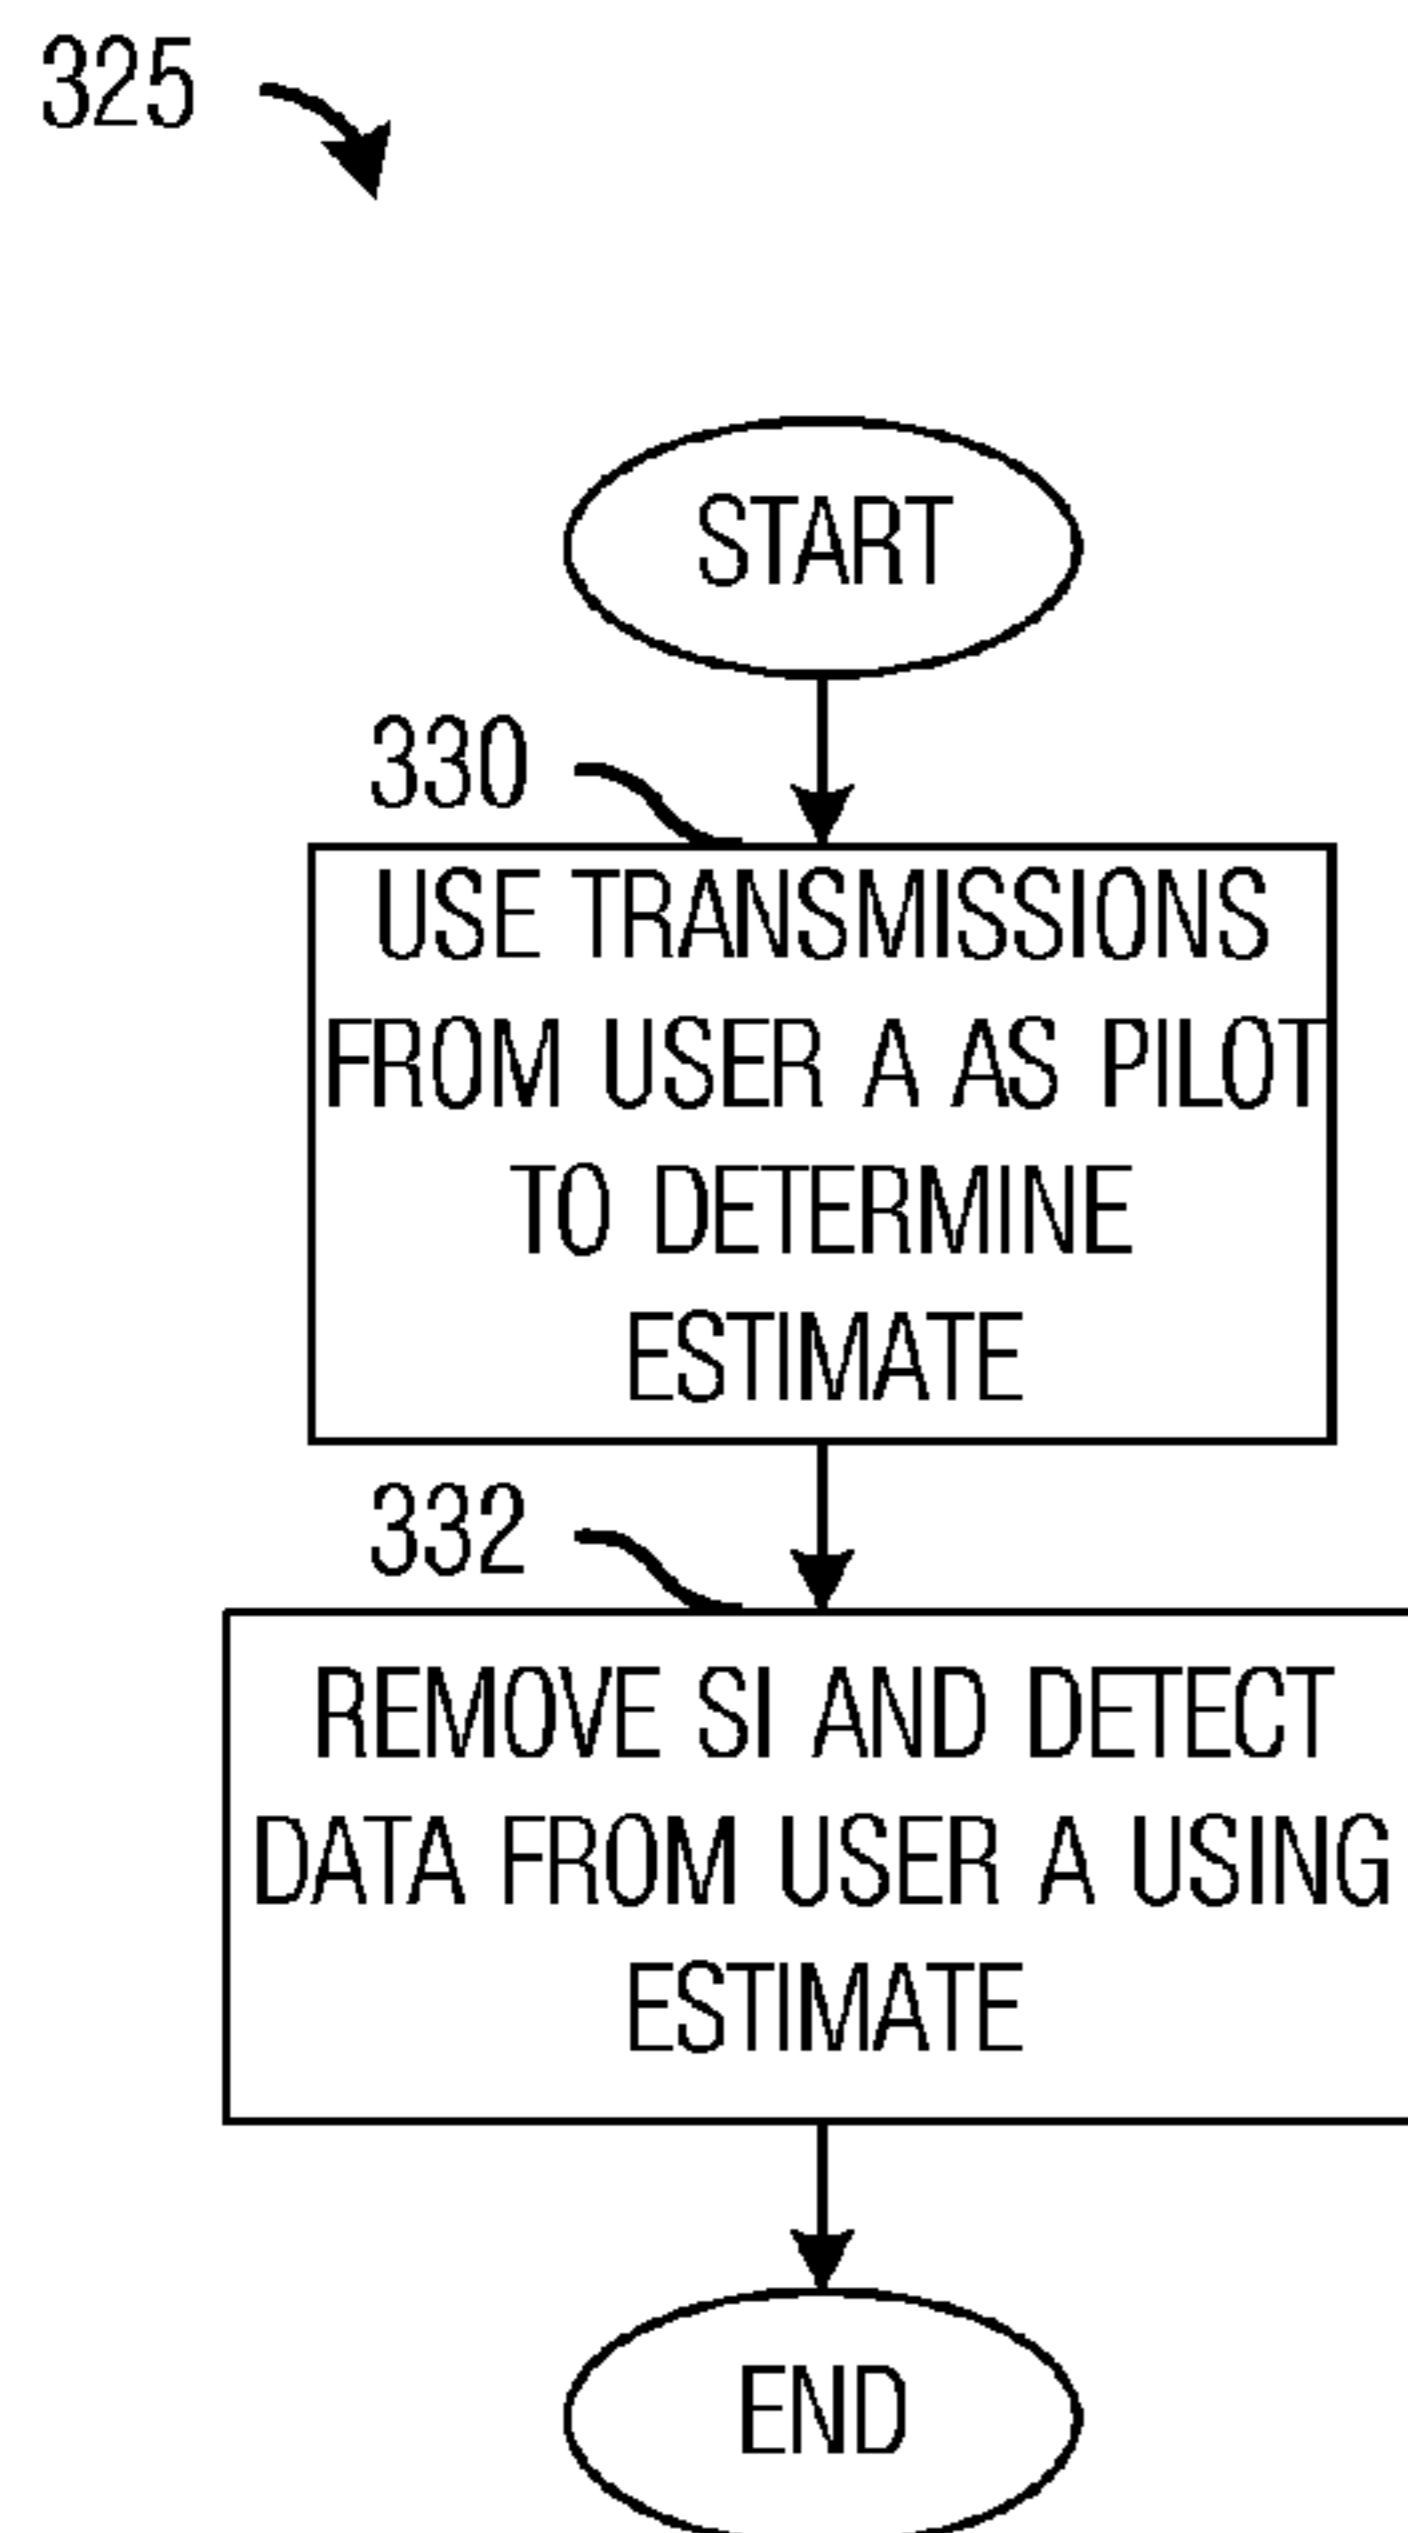 325
START
330
USE TRANSMISSIONS
FROM USER A AS PILOT
TO DETERMINE
ESTIMATE
332
REMOVE SI AND DETECT
DATA FROM USER A USING
ESTIMATE
END